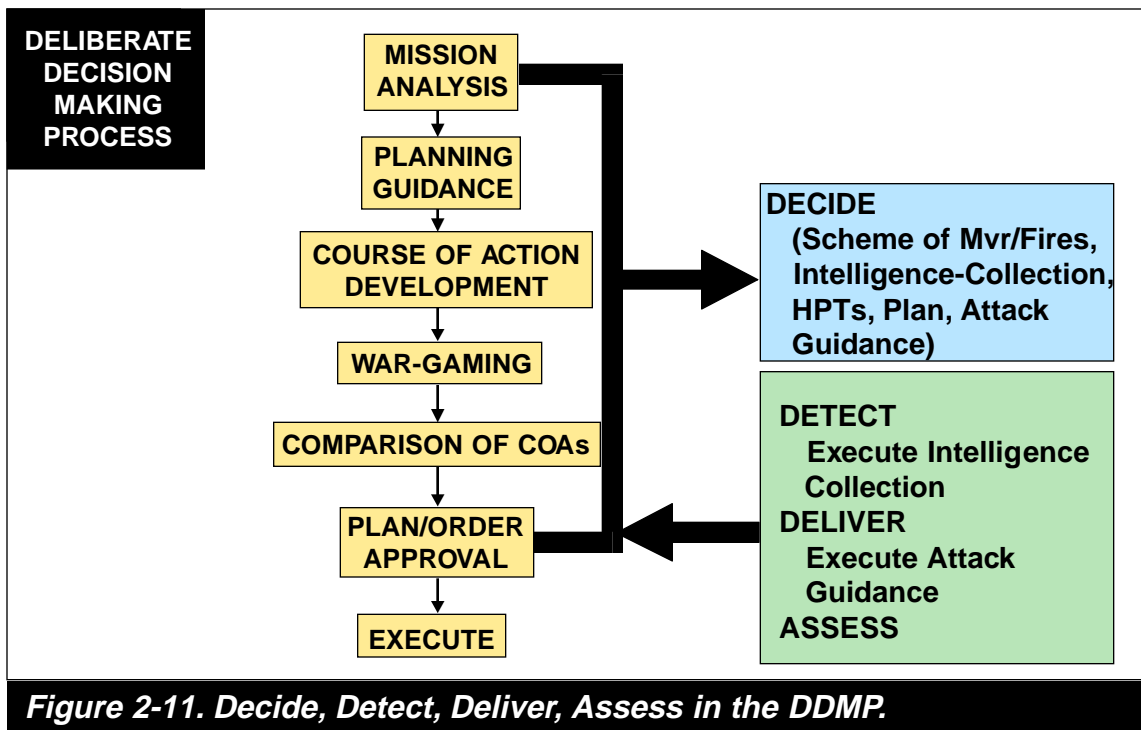 DELIBERATE
DECISION
MAKING
PROCESS
MISSION
ANALYSIS
PLANNING
GUIDANCE
COURSE OF ACTION
DEVELOPMENT
WAR-GAMING
COMPARISON OF COAs
PLAN/ORDER
APPROVAL
EXECUTE
DECIDE
(Scheme of Mvr/Fires,
Intelligence-Collection,
HPTs, Plan, Attack
Guidance)
DETECT
Execute Intelligence
Collection
DELIVER
Execute Attack
Guidance
ASSESS
Figure 2-11. Decide, Detect, Deliver, Assess in the DDMP.